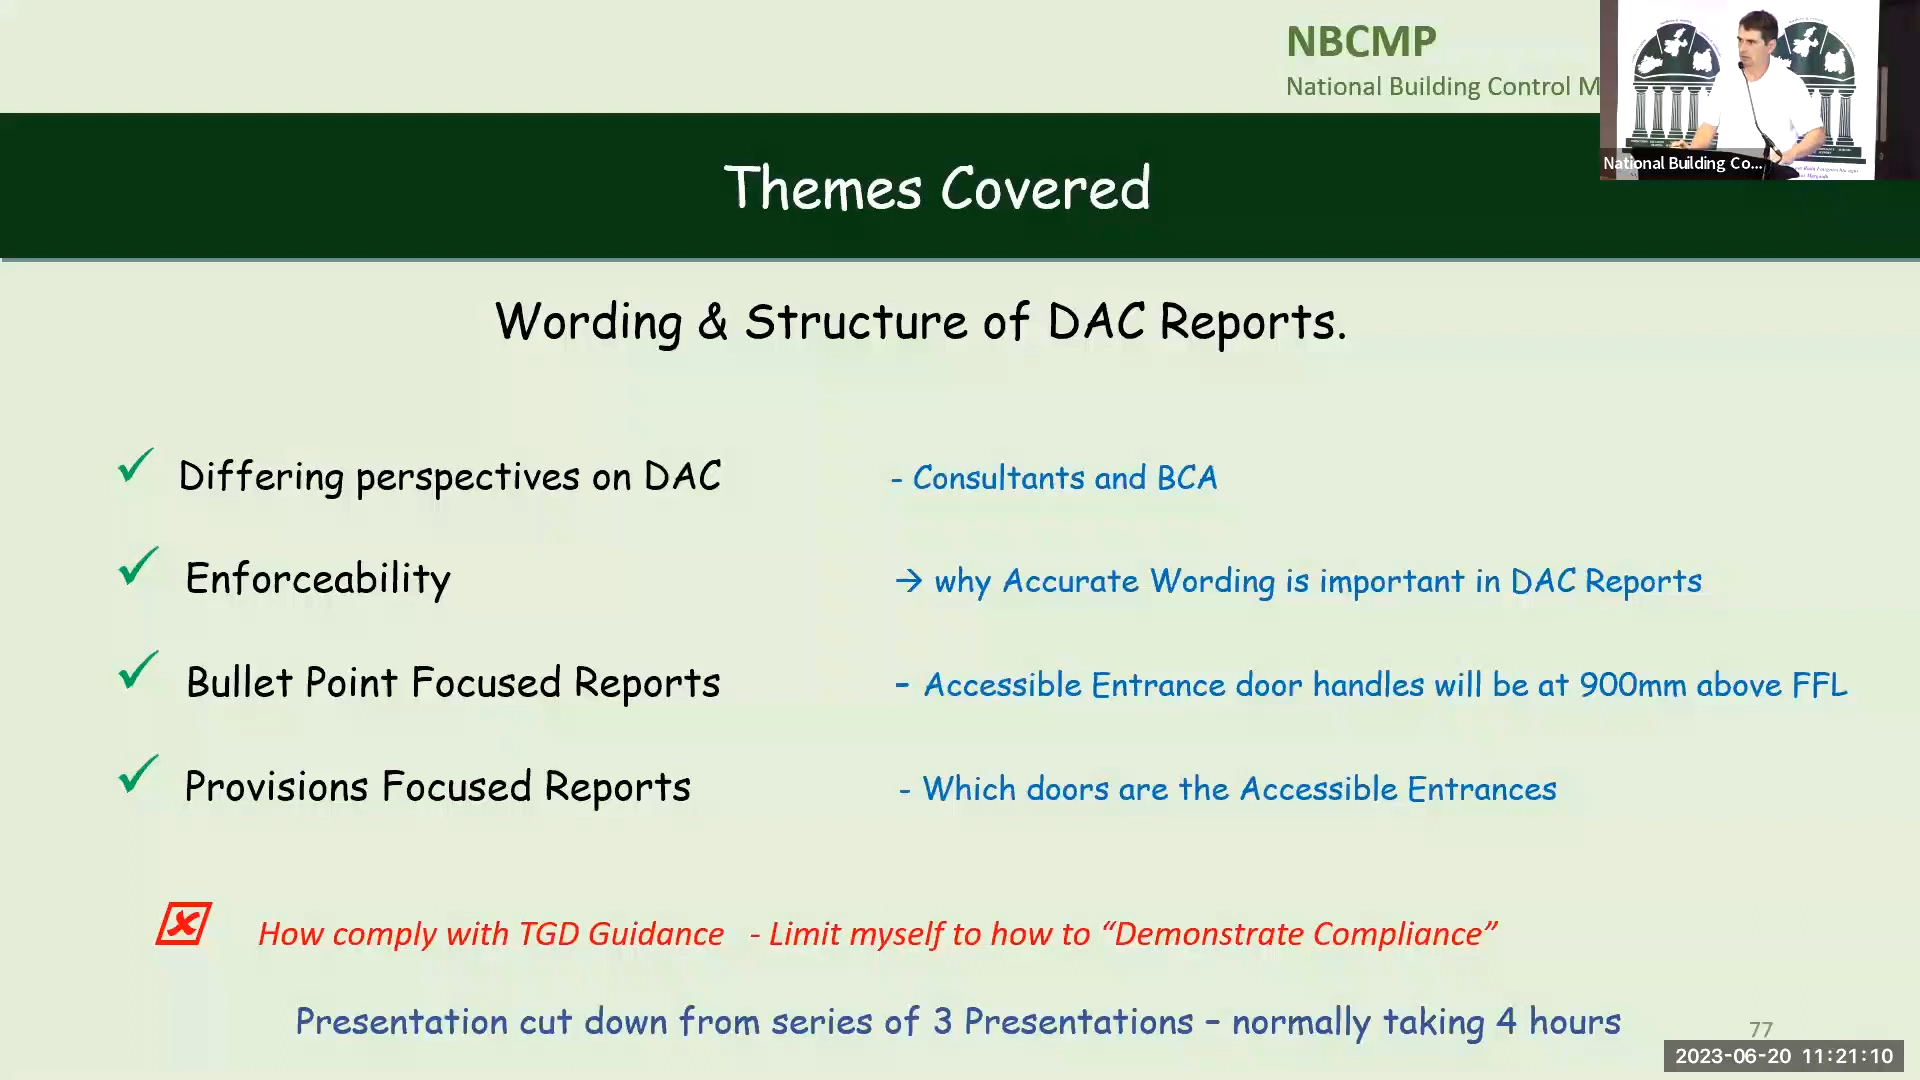 NBCMP
National Building Control M
National Building Co...
Themes Covered
Wording & Structure of DAC Reports.
✓ Differing perspectives on DAC - Consultants and BCA
✓ Enforceability → why Accurate Wording is important in DAC Reports
✓ Bullet Point Focused Reports – Accessible Entrance door handles will be at 900mm above FFL
✓ Provisions Focused Reports - Which doors are the Accessible Entrances
How comply with TGD Guidance - Limit myself to how to “Demonstrate Compliance”
Presentation cut down from series of 3 Presentations – normally taking 4 hours
77
2023-06-20 11:21:10